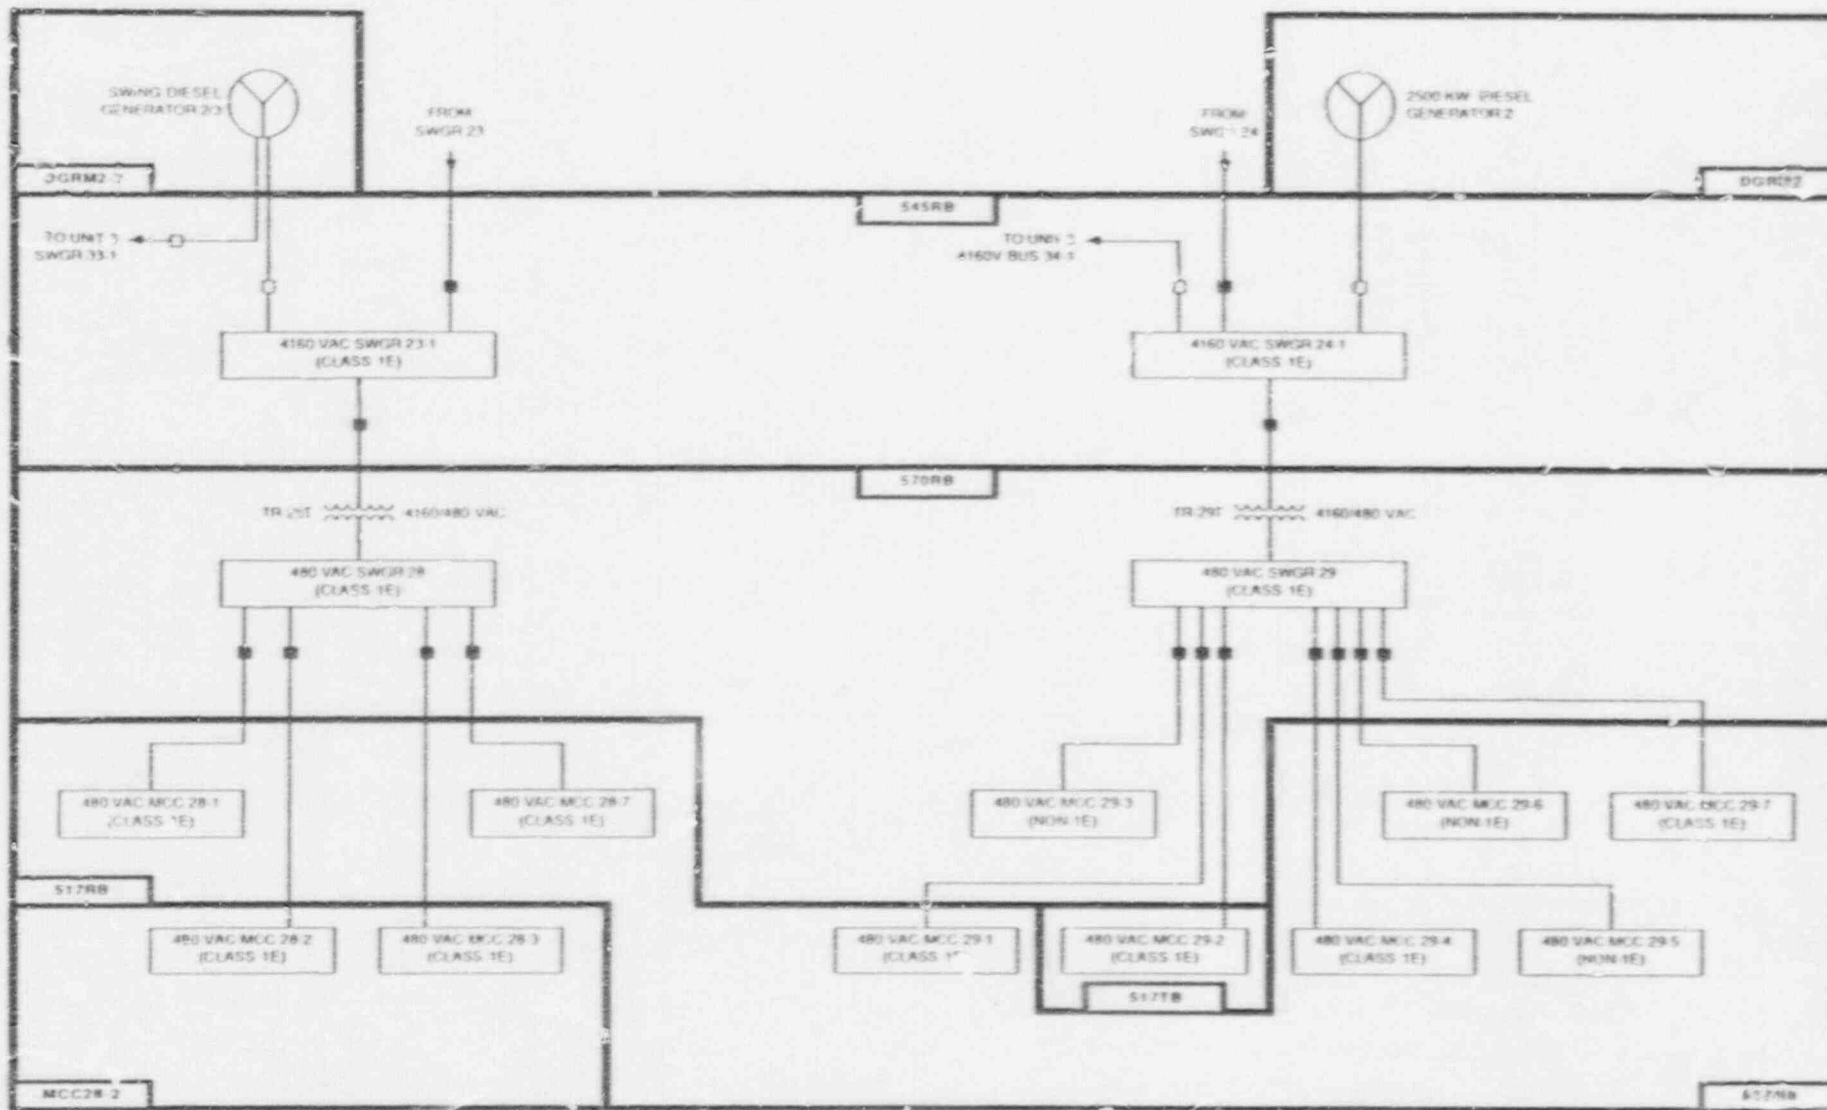 SWING DIESEL
GENERATOR 2/3
FROM
SWGR 23
FROM
24
2500 KW DIESEL
GENERATOR 2
545RB
TO UNIT 3
SWGR 33-1
TO UNIT 3
4160V BUS 34-1
4160 VAC SWGR 23-1
(CLASS 1E)
4160 VAC SWGR 24-1
(CLASS 1E)
570RB
4160/480 VAC
TR-29T
4160/480 VAC
480 VAC SWGR 28
(CLASS 1E)
480 VAC SWGR 29
(CLASS 1E)
480 VAC MCC 28-1
(CLASS 1E)
480 VAC MCC 28-7
(CLASS 1E)
480 VAC MCC 29-3
(NON-1E)
480 VAC MCC 29-6
(NON-1E)
480 VAC MCC 29-7
(CLASS 1E)
517RB
480 VAC MCC 28-2
(CLASS 1E)
480 VAC MCC 28-3
(CLASS 1E)
480 VAC MCC 29-1
(CLASS
480 VAC MCC 29-2
(CLASS 1E)
480 VAC MCC 29-4
(CLASS 1E)
480 VAC MCC 29-5
(NON-1E)
517TB
MCC28-2